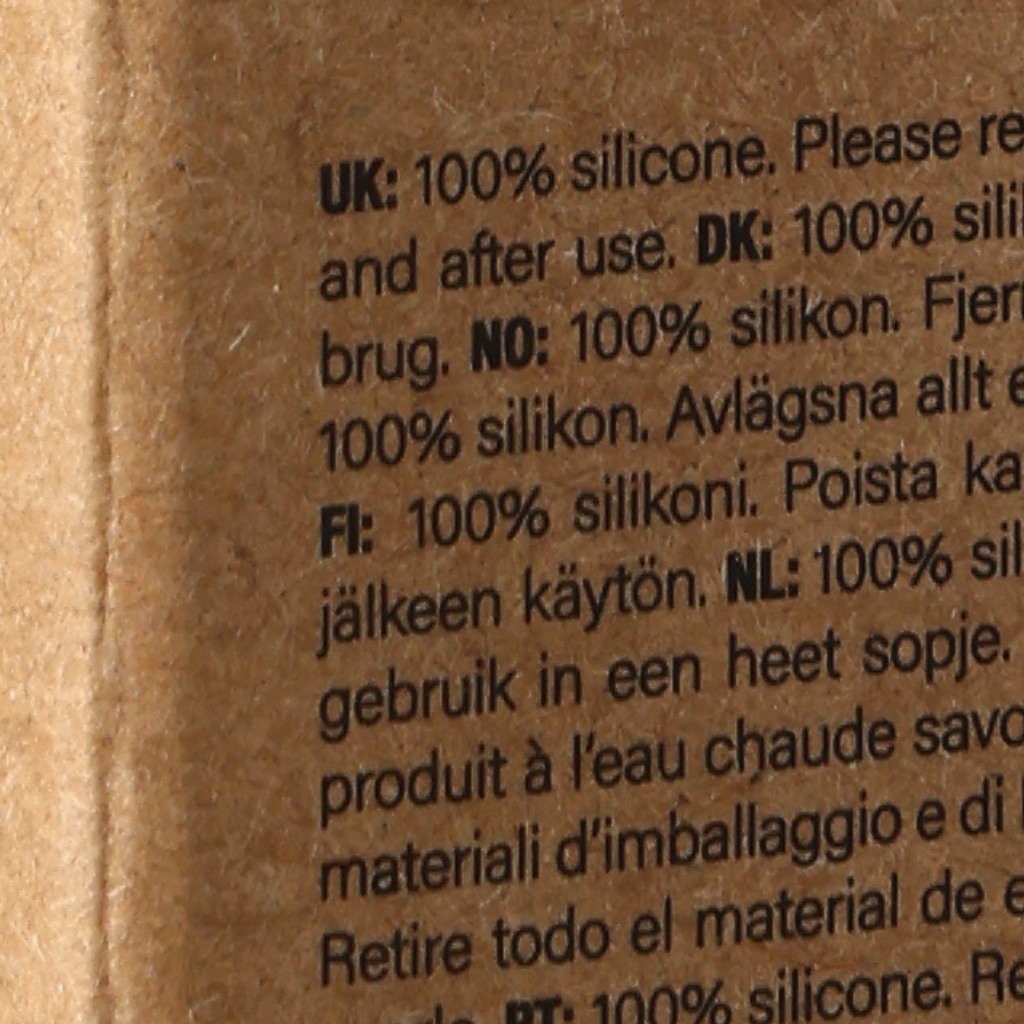 UK: 100% silicone. Please re
and after use. DK: 100% sili
brug. NO: 100% silikon. Fjer
100% silikon. Avlägsna allt e
FI: 100% silikoni. Poista ka
jälkeen käytön. NL: 100% sil
gebruik in een heet sopje.
produit à l'eau chaude savo
materiali d'imballaggio e di
Retire todo el material de e
PT: 100% silicone. Re